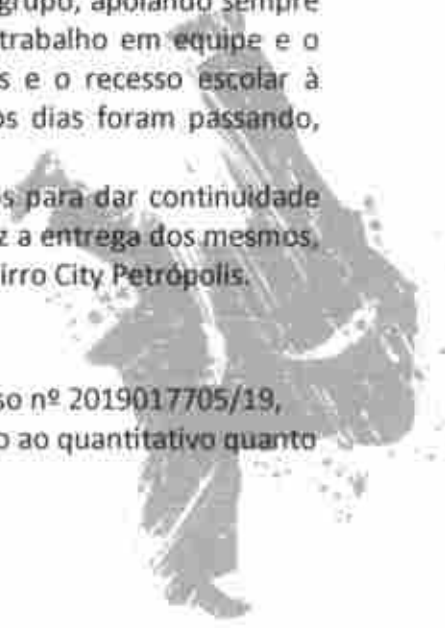 grupo, apoiando sempre
trabalho em equipe e o
s e o recesso escolar à
os dias foram passando,
os para dar continuidade
z a entrega dos mesmos,
irro City Petrópolis.
so nº 2019017705/19,
o ao quantitativo quanto